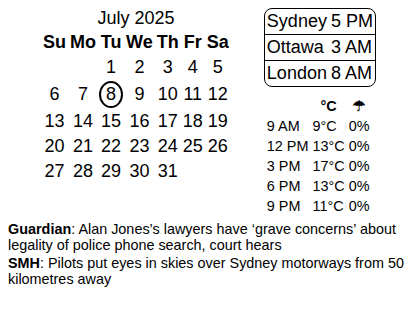 July 2025
Su Mo Tu We Th Fr Sa
1 2 3 4 5
6 7 8 9 10 11 12
13 14 15 16 17 18 19
20 21 22 23 24 25 26
27 28 29 30 31
Sydney 5 PM
Ottawa 3 AM
London 8 AM
°C ☂
9 AM 9°C 0%
12 PM 13°C 0%
3 PM 17°C 0%
6 PM 13°C 0%
9 PM 11°C 0%
Guardian: Alan Jones’s lawyers have ‘grave concerns’ about
legality of police phone search, court hears
SMH: Pilots put eyes in skies over Sydney motorways from 50
kilometres away